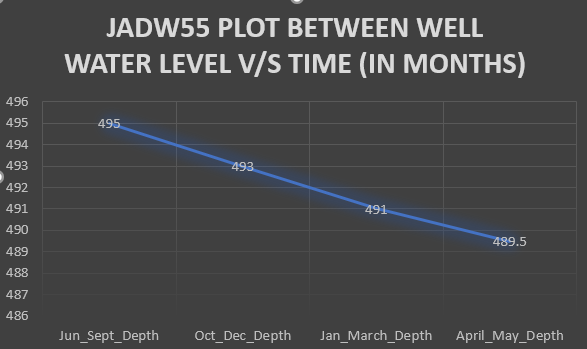 JADW55 PLOT BETWEEN WELL
WATER LEVEL V/S TIME (IN MONTHS)
496
495
494
493
492
491
490
489
488
487
486
495
493
491
489.5
Jun_Sept_Depth
Oct_Dec_Depth
Jan_March_Depth
April_May_Depth